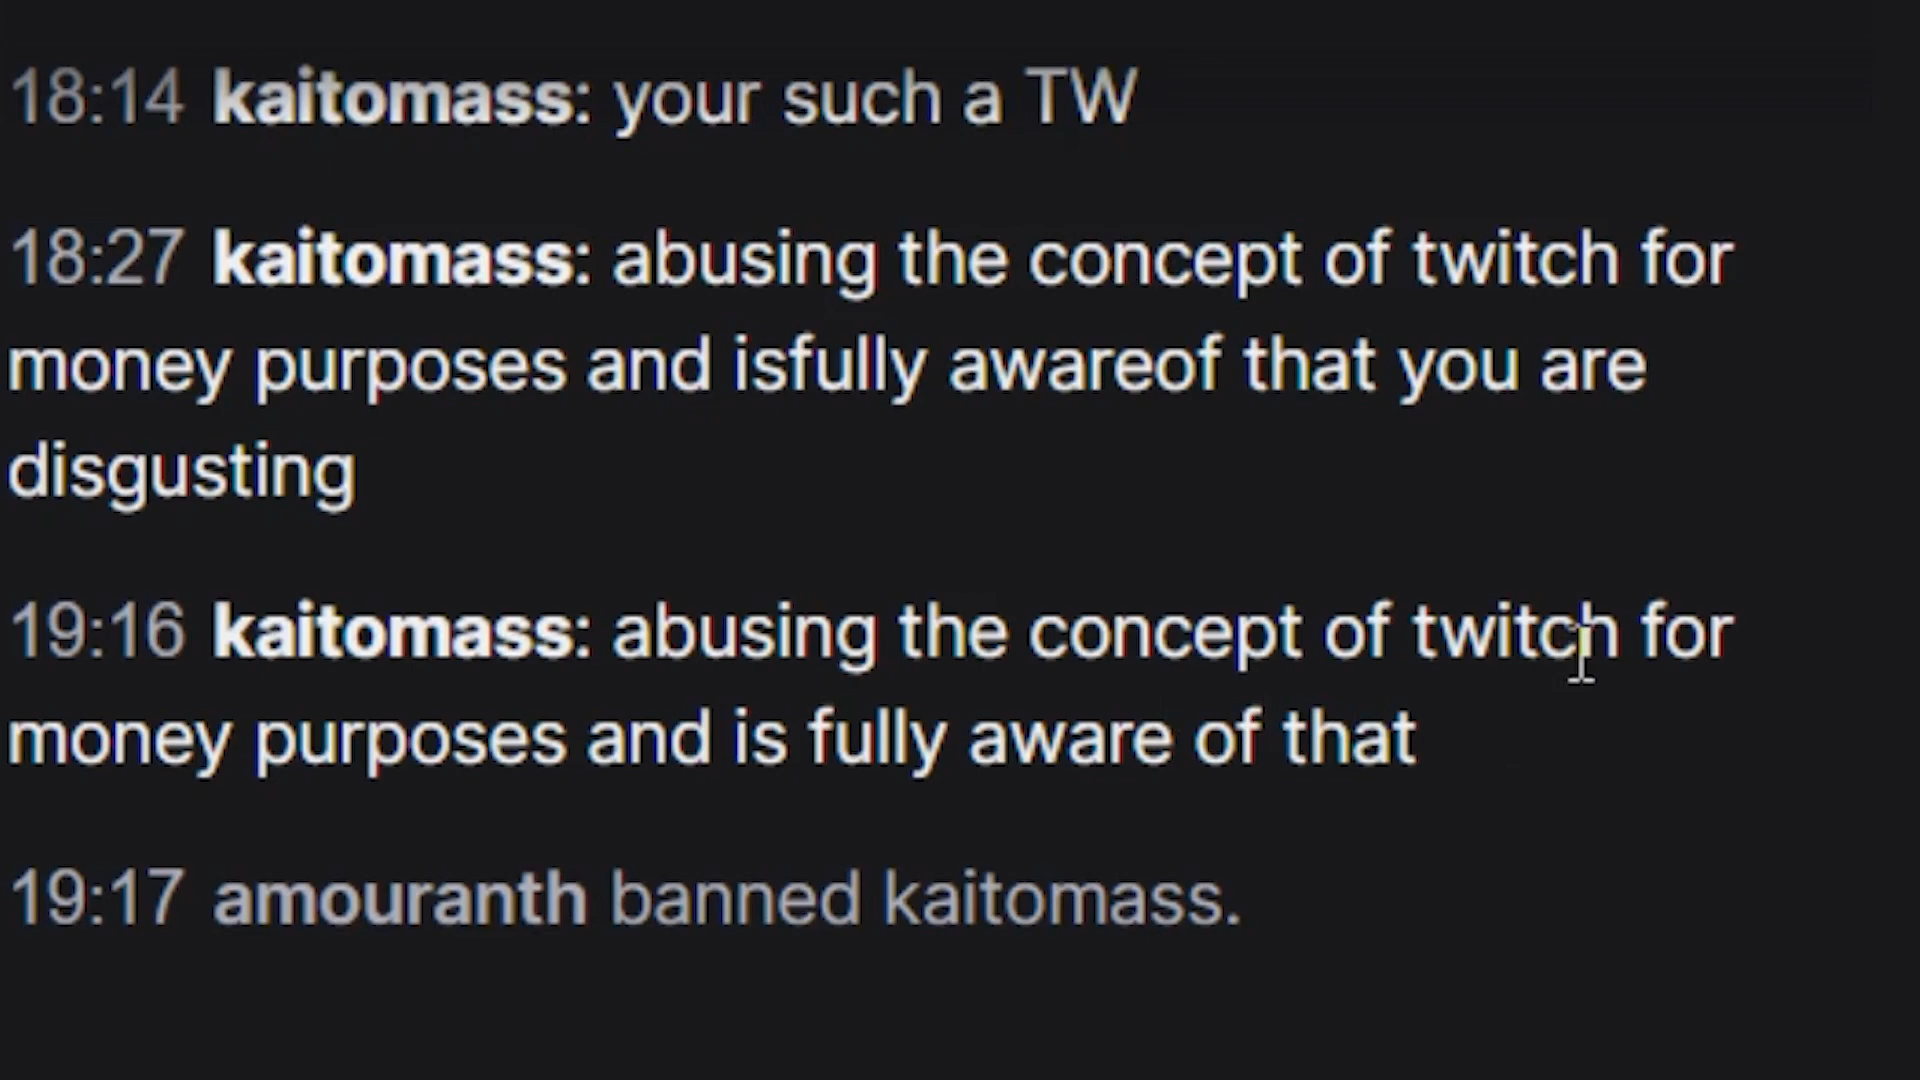 18:14 kaitomass: your such a TW
18:27 kaitomass: abusing the concept of twitch for
money purposes and isfully awareof that you are
disgusting
19:16 kaitomass: abusing the concept of twitch for
money purposes and is fully aware of that
19:17 amouranth banned kaitomass.